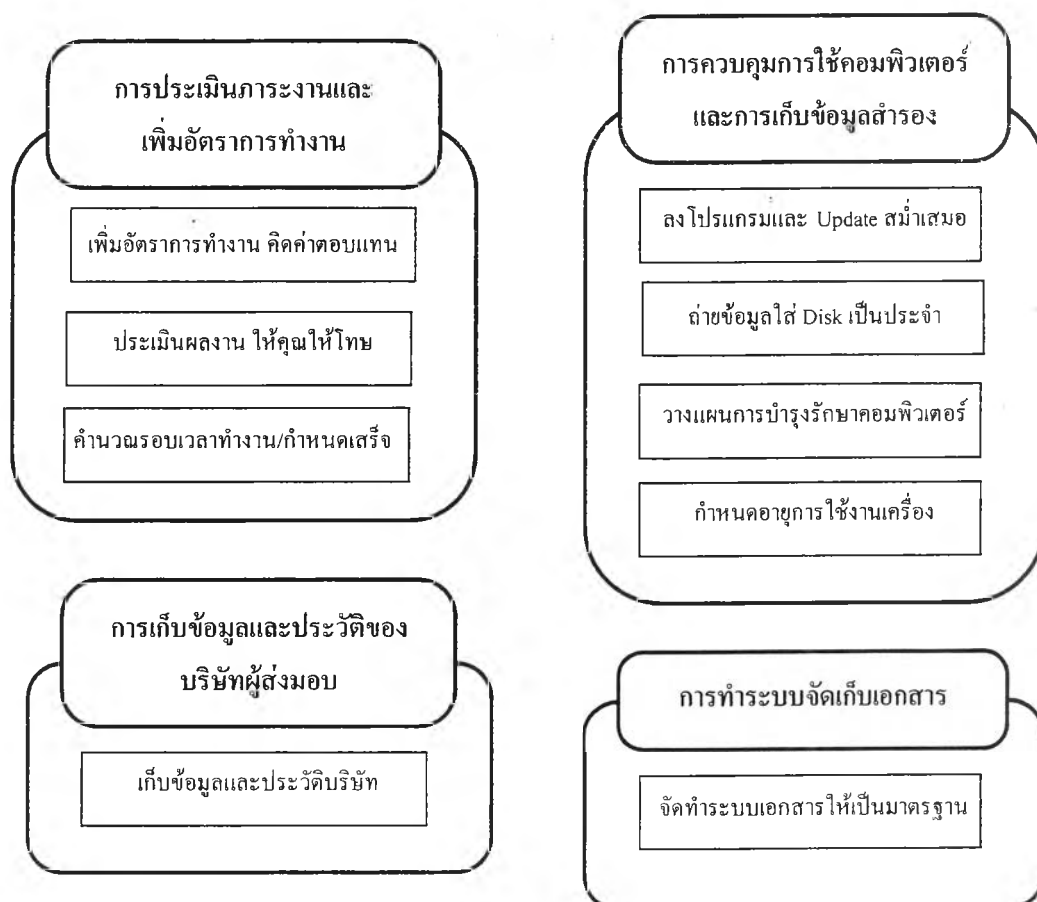 การประเมินภาระงานและ
เพิ่มอัตราการทำงาน
เพิ่มอัตราการทำงาน คิดค่าตอบแทน
ประเมินผลงาน ให้คุณให้โทษ
คำนวณรอบเวลาทำงาน/กำหนดเสร็จ
การควบคุมการใช้คอมพิวเตอร์
และการเก็บข้อมูลสำรอง
ลงโปรแกรมและ Update สม่ำเสมอ
ถ่ายข้อมูลใส่ Disk เป็นประจำ
วางแผนการบำรุงรักษาคอมพิวเตอร์
กำหนดอายุการใช้งานเครื่อง
การเก็บข้อมูลและประวัติของ
บริษัทผู้ส่งมอบ
เก็บข้อมูลและประวัติบริษัท
การทำระบบจัดเก็บเอกสาร
จัดทำระบบเอกสารให้เป็นมาตรฐาน